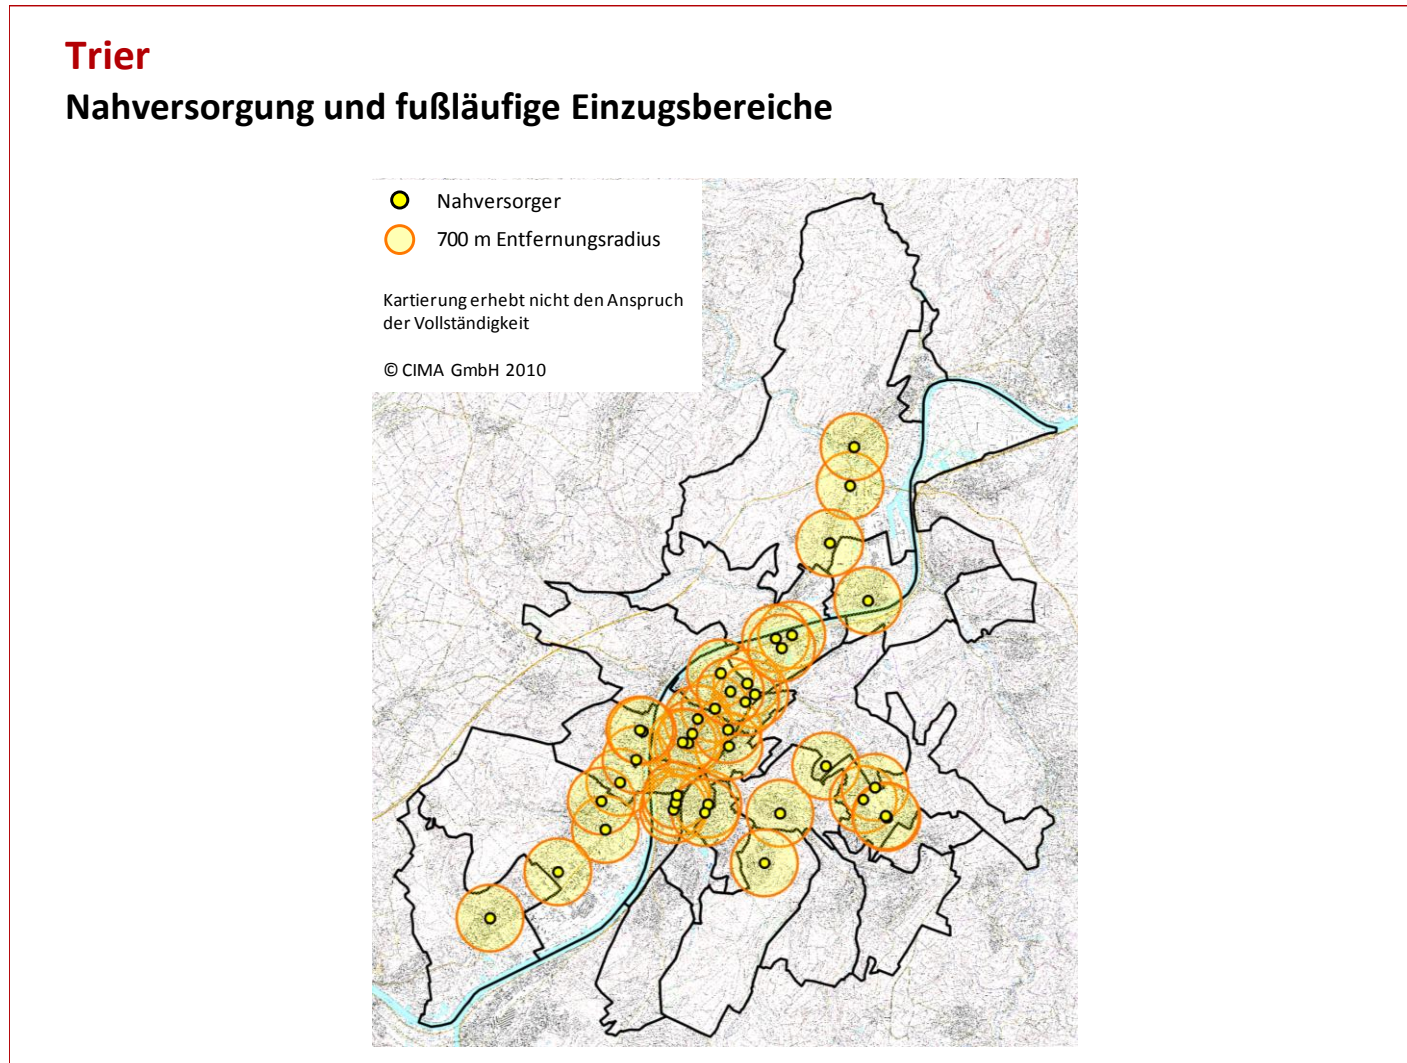 Trier
Nahversorgung und fußläufige Einzugsbereiche
Nahversorger
700 m Entfernungsradius
Kartierung erhebt nicht den Anspruch
der Vollständigkeit
© CIMA GmbH 2010